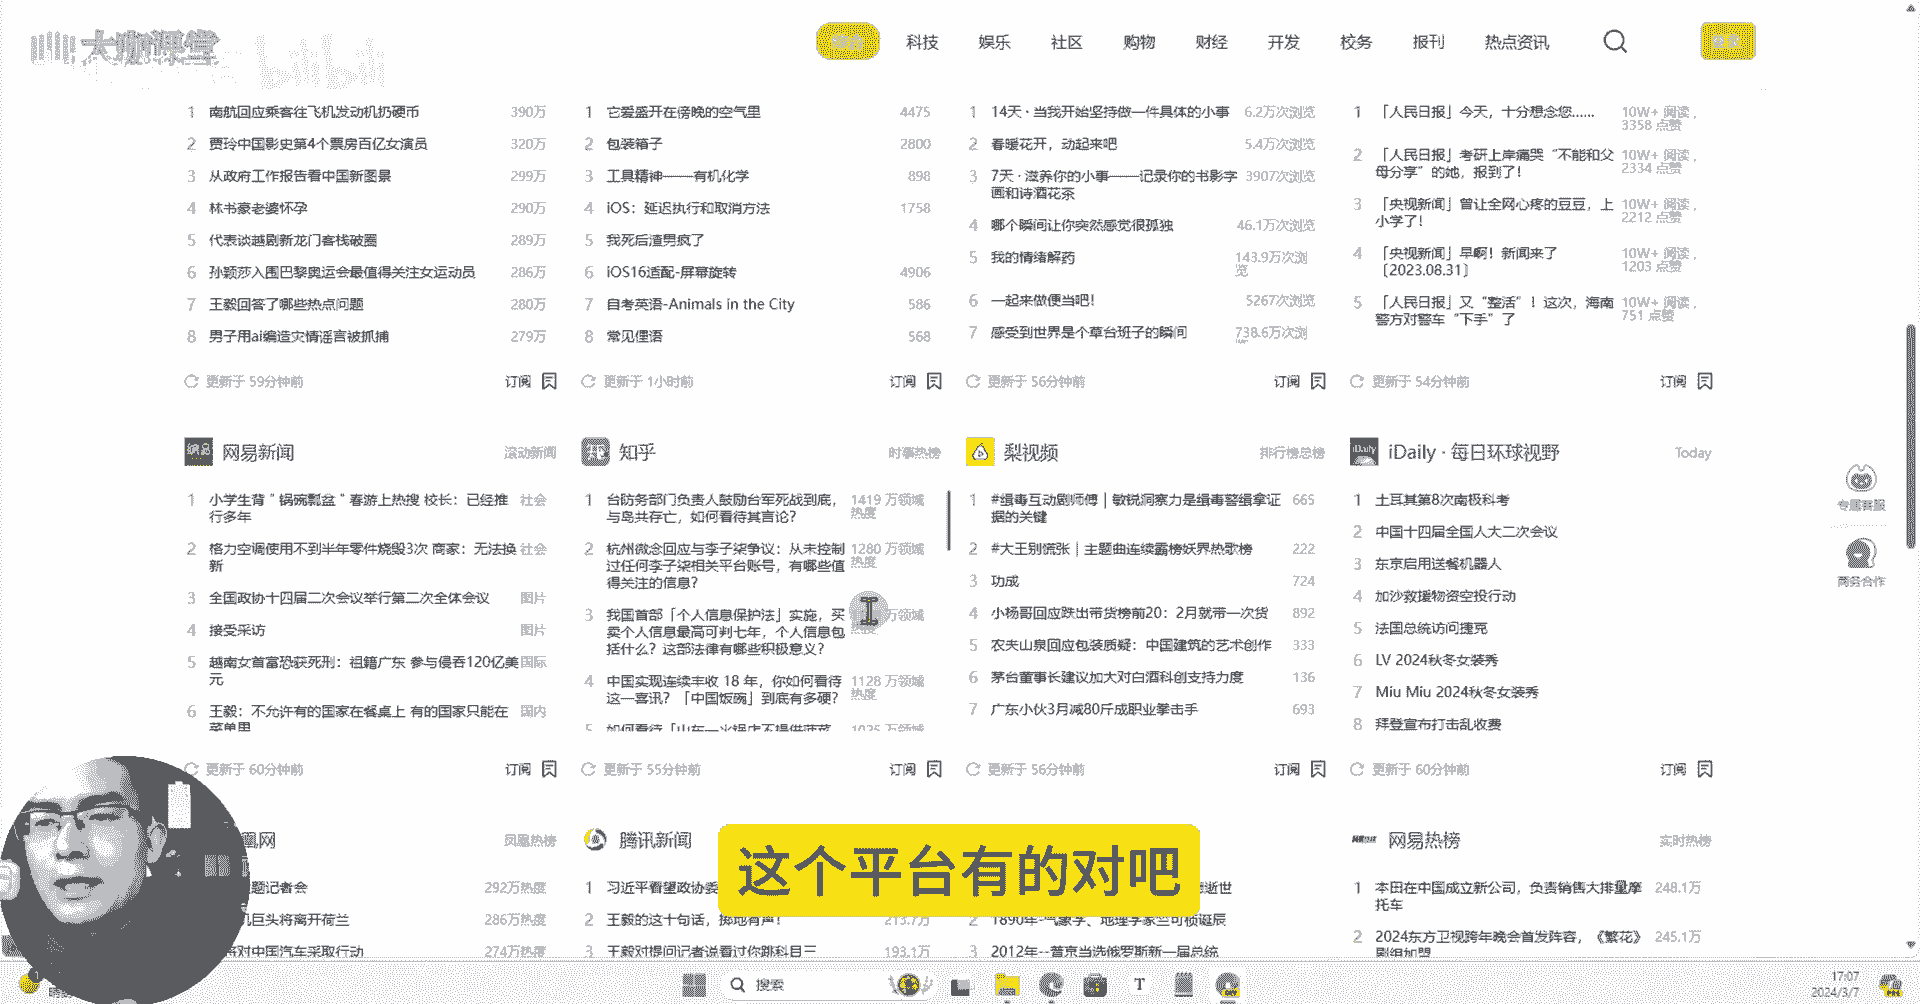 大咖课堂
bilibili
科技 娱乐 社区 购物 财经 开发 校务 报刊 热点资讯
1 南航回应乘客往飞机发动机扔硬币 390万
2 贾玲中国影史第4个票房百亿女演员 320万
3 从政府工作报告看中国新图景 299万
4 林书豪老婆怀孕 290万
5 代表谈越剧新龙门客栈破圈 289万
6 孙颖莎入围巴黎奥运会最值得关注女运动员 286万
7 王毅回答了哪些热点问题 280万
8 男子用ai编造灾情谣言被抓捕 279万
更新于 59分钟前 订阅
1 它爱盛开在傍晚的空气里 4475
2 包装箱子 2800
3 工具精神——有机化学 898
4 iOS：延迟执行和取消方法 1758
5 我死后渣男疯了
6 iOS16适配-屏幕旋转 4906
7 自考英语-Animals in the City 586
8 常见俚语 568
更新于 1小时前 订阅
1 14天 · 当我开始坚持做一件具体的小事 6.2万次浏览
2 春暖花开，动起来吧 5.4万次浏览
3 7天 · 滋养你的小事——记录你的书影字 3907次浏览
画和诗酒花茶
4 哪个瞬间让你突然感觉很孤独 46.1万次浏览
5 我的情绪解药 143.9万次浏
览
6 一起来做便当吧！ 5267次浏览
7 感受到世界是个草台班子的瞬间 738.6万次浏
更新于 56分钟前 订阅
1 「人民日报」今天，十分想念您…… 10W+ 阅读，
3358 点赞
2 「人民日报」考研上岸痛哭“不能和父 10W+ 阅读，
母分享”的她，报到了！ 2334 点赞
3 「央视新闻」曾让全网心疼的豆豆，上 10W+ 阅读，
小学了！ 2212 点赞
4 「央视新闻」早啊！新闻来了 10W+ 阅读，
〔2023.08.31〕 1203 点赞
5 「人民日报」又“整活”！这次，海南 10W+ 阅读，
警方对警车“下手”了 751 点赞
更新于 54分钟前 订阅
网易新闻 滚动新闻
1 小学生背＂锅碗瓢盆＂春游上热搜 校长：已经推 社会
行多年
2 格力空调使用不到半年零件烧毁3次 商家：无法换 社会
新
3 全国政协十四届二次会议举行第二次全体会议 图片
4 接受采访 图片
5 越南女首富恐获死刑：祖籍广东 参与侵吞120亿美 国际
元
6 王毅：不允许有的国家在餐桌上 有的国家只能在 国内
菜单里
更新于 60分钟前 订阅
知乎 时事热榜
1 台防务部门负责人鼓励台军死战到底， 1419 万领域
与岛共存亡，如何看待其言论？ 热度
2 杭州微念回应与李子柒争议：从未控制 1280 万领域
过任何李子柒相关平台账号，有哪些值 热度
得关注的信息？
3 我国首部「个人信息保护法」实施，买 万领域
卖个人信息最高可判七年，个人信息包 热度
括什么？这部法律有哪些积极意义？
4 中国实现连续丰收 18 年，你如何看待 1128 万领域
这一喜讯？「中国饭碗」到底有多硬？ 热度
5 如何看待「山东一火锅店不提供菠菜 1025 万领域
更新于 55分钟前 订阅
梨视频 排行榜总榜
1 #缉毒互动剧师傅｜敏锐洞察力是缉毒警缉拿证 665
据的关键
2 #大王别慌张｜主题曲连续霸榜妖界热歌榜 222
3 功成 724
4 小杨哥回应跌出带货榜前20：2月就带一次货 892
5 农夫山泉回应包装质疑：中国建筑的艺术创作 333
6 茅台董事长建议加大对白酒科创支持力度 136
7 广东小伙3月减80斤成职业拳击手 693
更新于 56分钟前 订阅
iDaily · 每日环球视野 Today
1 土耳其第8次南极科考
2 中国十四届全国人大二次会议
3 东京启用送餐机器人
4 加沙救援物资空投行动
5 法国总统访问捷克
6 LV 2024秋冬女装秀
7 Miu Miu 2024秋冬女装秀
8 拜登宣布打击乱收费
更新于 60分钟前 订阅
专属客服
商务合作
凰网 凤凰热榜
题记者会 292万热度
机巨头将离开荷兰 286万热度
将对中国汽车采取行动 274万热度
腾讯新闻
1 习近平看望政协委
2 王毅的这十句话，掷地有声！ 213.7万
3 王毅对提问记者说看过你跳科目三 193.1万
逝世
1890年-气象学、地理学家竺可桢诞辰
2012年--普京当选俄罗斯新一届总统
网易热榜 实时热榜
1 本田在中国成立新公司，负责销售大排量摩 248.1万
托车
2 2024东方卫视跨年晚会首发阵容，《繁花》 245.1万
剧组加盟
这个平台有的对吧
搜索
17:07
2024/3/7